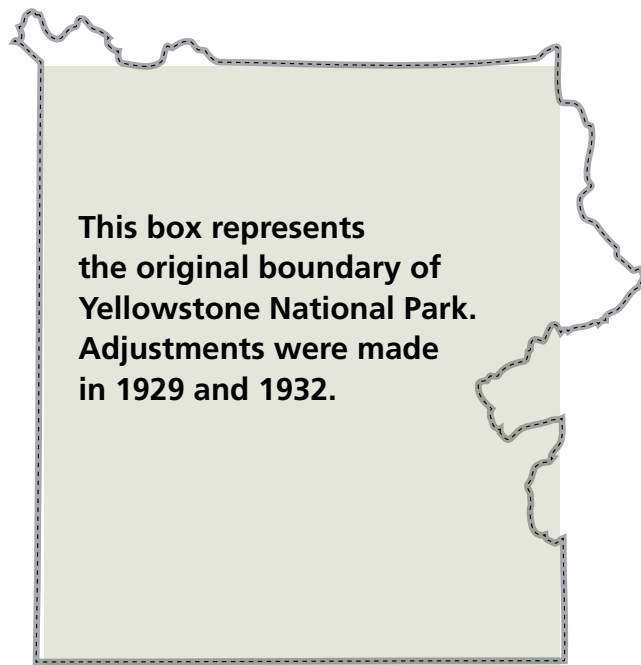 This box represents
the original boundary of
Yellowstone National Park.
Adjustments were made
in 1929 and 1932.